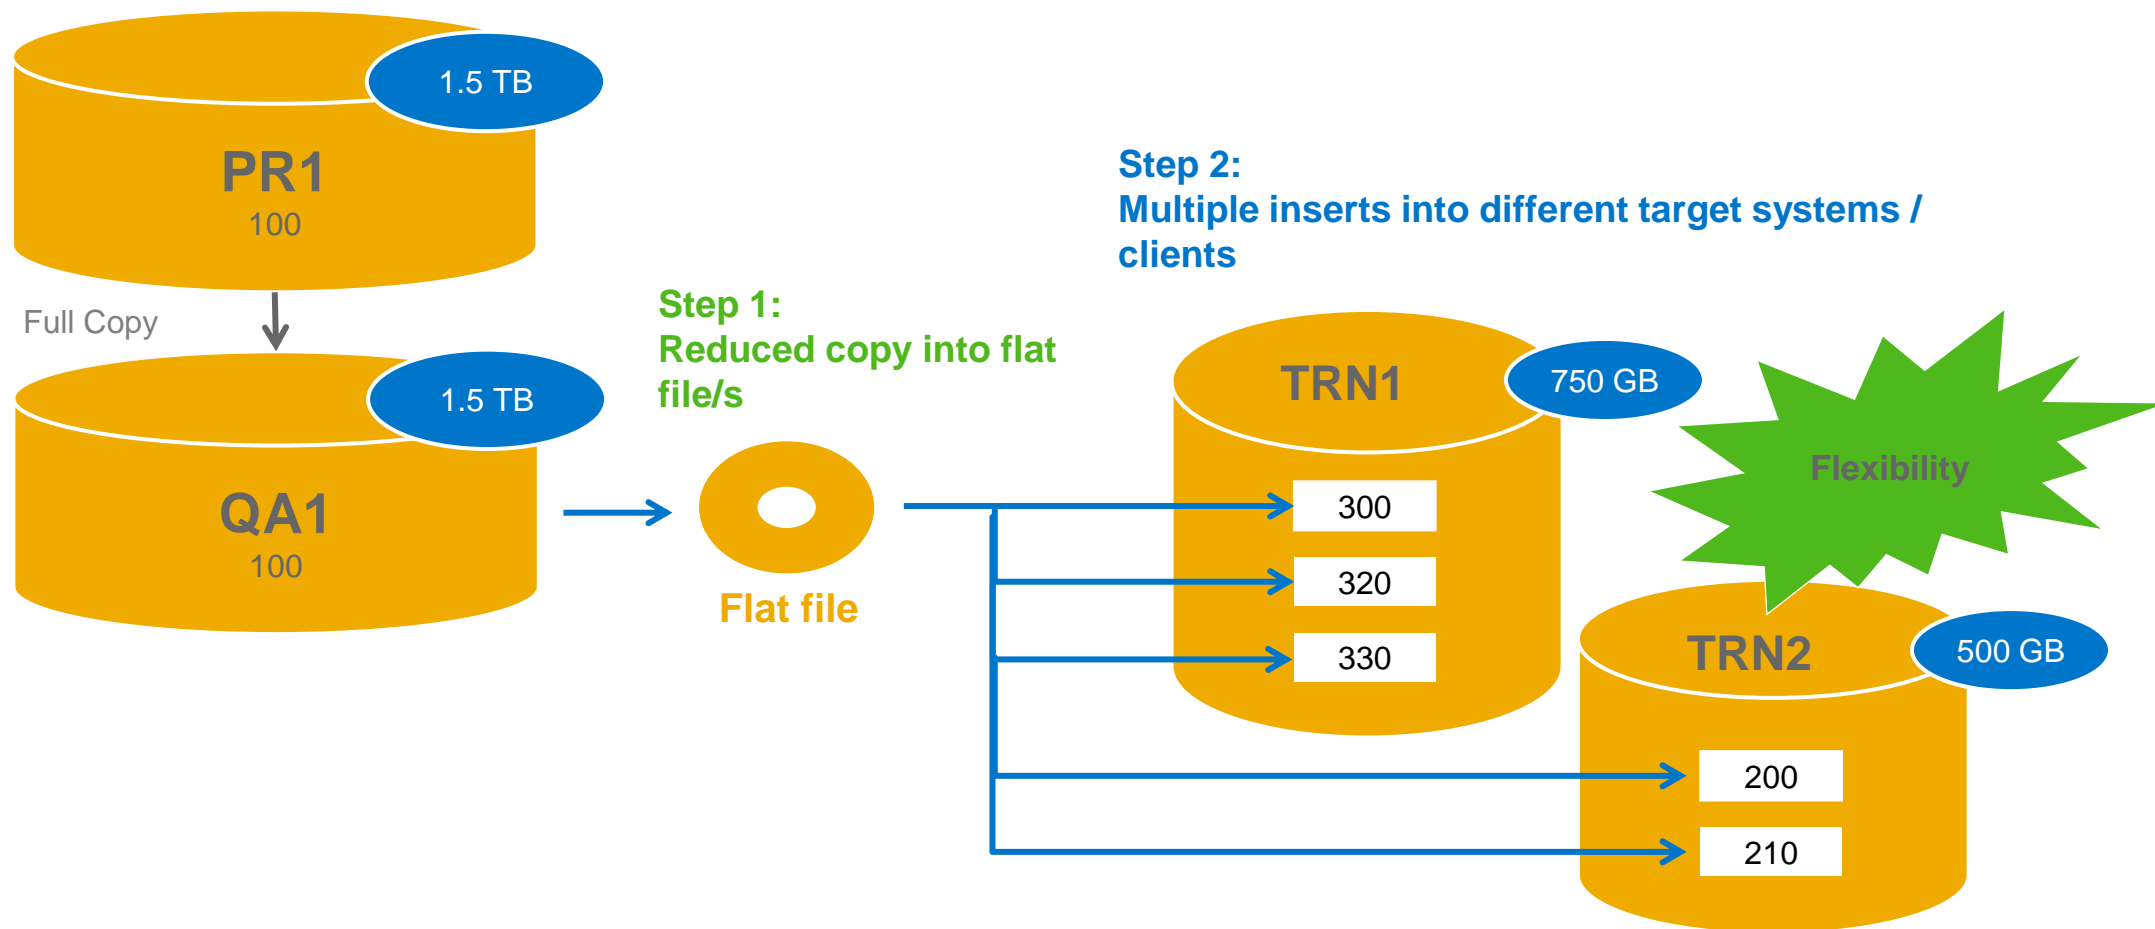 1.5 TB
PR1
100
Full Copy
1.5 TB
QA1
100
Step 1:
Reduced copy into flat
file/s
Flat file
Step 2:
Multiple inserts into different target systems /
clients
TRN1
750 GB
300
320
330
Flexibility
TRN2
500 GB
200
210